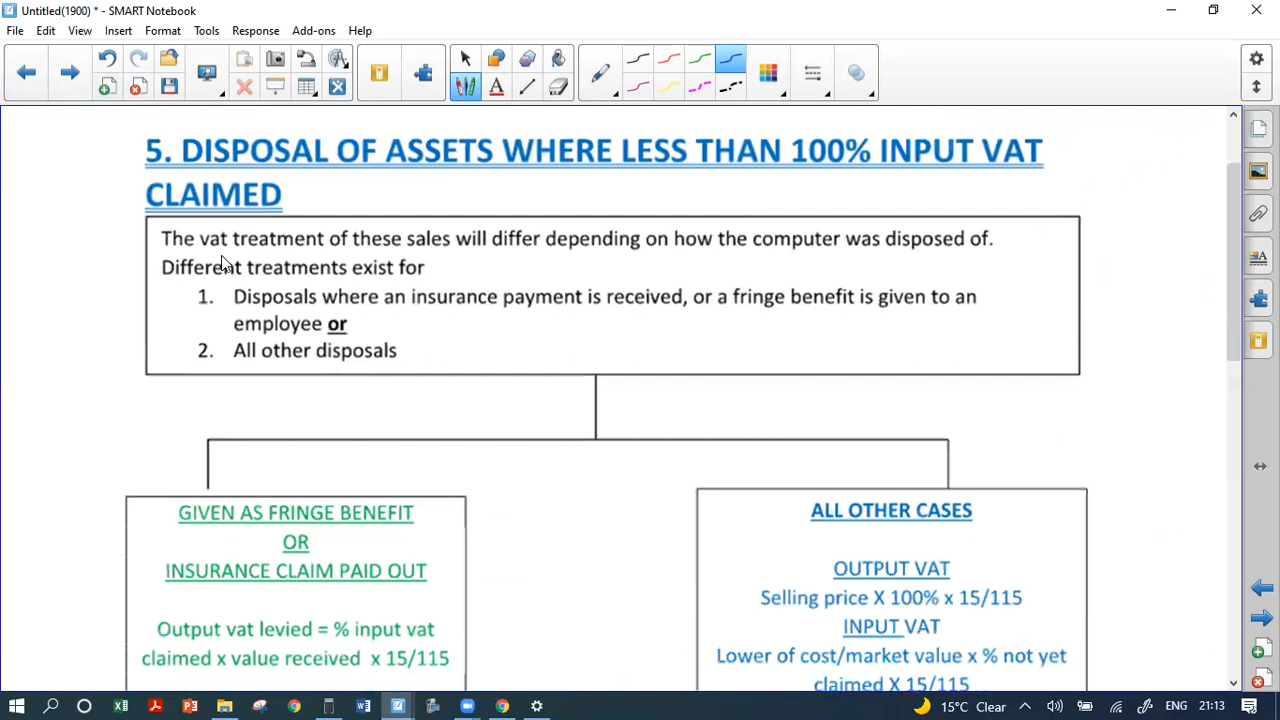 Untitled(1900) * - SMART Notebook
File Edit View Insert Format Tools Response Add-ons Help
5. DISPOSAL OF ASSETS WHERE LESS THAN 100% INPUT VAT
CLAIMED
The vat treatment of these sales will differ depending on how the computer was disposed of.
Different treatments exist for
1. Disposals where an insurance payment is received, or a fringe benefit is given to an
employee or
2. All other disposals
GIVEN AS FRINGE BENEFIT
OR
INSURANCE CLAIM PAID OUT
Output vat levied = % input vat
claimed x value received x 15/115
ALL OTHER CASES
OUTPUT VAT
Selling price X 100% x 15/115
INPUT VAT
Lower of cost/market value x % not yet
claimed X 15/115
15°C Clear
ENG
21:13